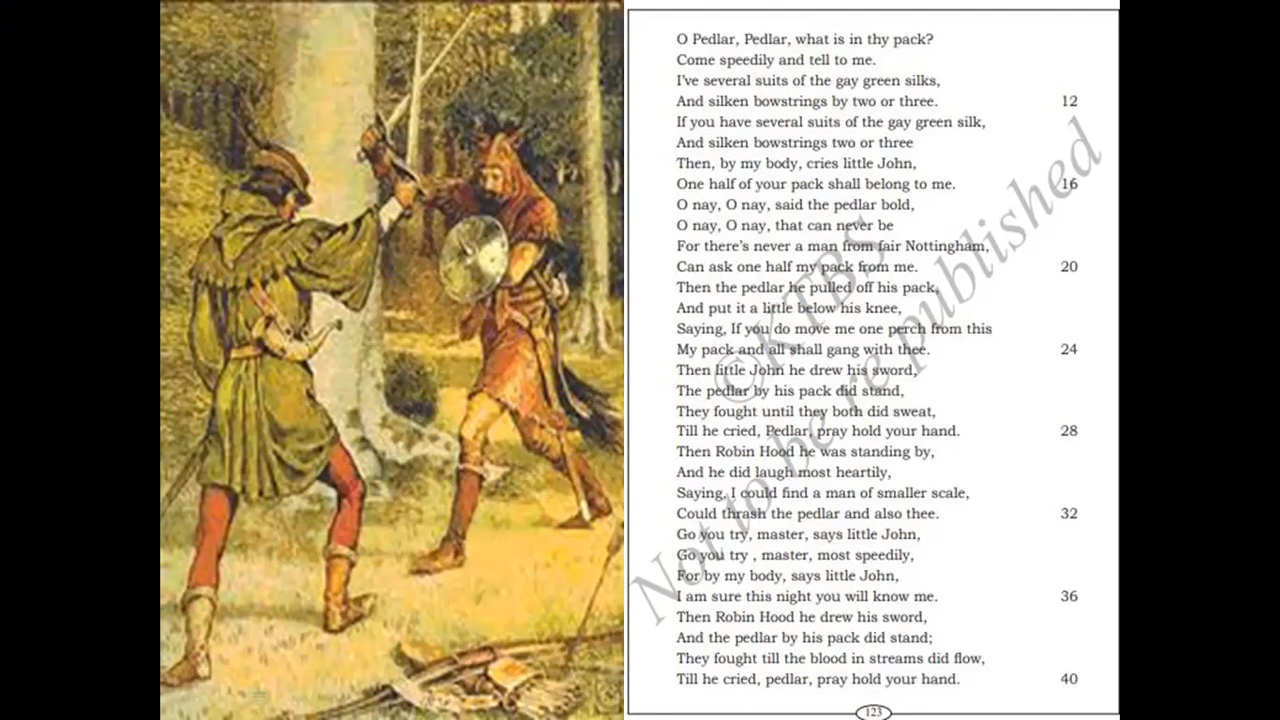 O Pedlar, Pedlar, what is in thy pack?
Come speedily and tell to me.
I've several suits of the gay green silks,
And silken bowstrings by two or three. 12
If you have several suits of the gay green silk,
And silken bowstrings two or three
Then, by my body, cries little John,
One half of your pack shall belong to me. 16
O nay, O nay, said the pedlar bold,
O nay, O nay, that can never be
For there's never a man from fair Nottingham,
Can ask one half my pack from me. 20
Then the pedlar he pulled off his pack,
And put it a little below his knee,
Saying, If you do move me one perch from this
My pack and all shall gang with thee. 24
Then little John he drew his sword,
The pedlar by his pack did stand,
They fought until they both did sweat,
Till he cried, Pedlar, pray hold your hand. 28
Then Robin Hood he was standing by,
And he did laugh most heartily,
Saying, I could find a man of smaller scale,
Could thrash the pedlar and also thee. 32
Go you try, master, says little John,
Go you try , master, most speedily,
For by my body, says little John,
I am sure this night you will know me. 36
Then Robin Hood he drew his sword,
And the pedlar by his pack did stand;
They fought till the blood in streams did flow,
Till he cried, pedlar, pray hold your hand. 40
©KTBS
Not to be republished
123